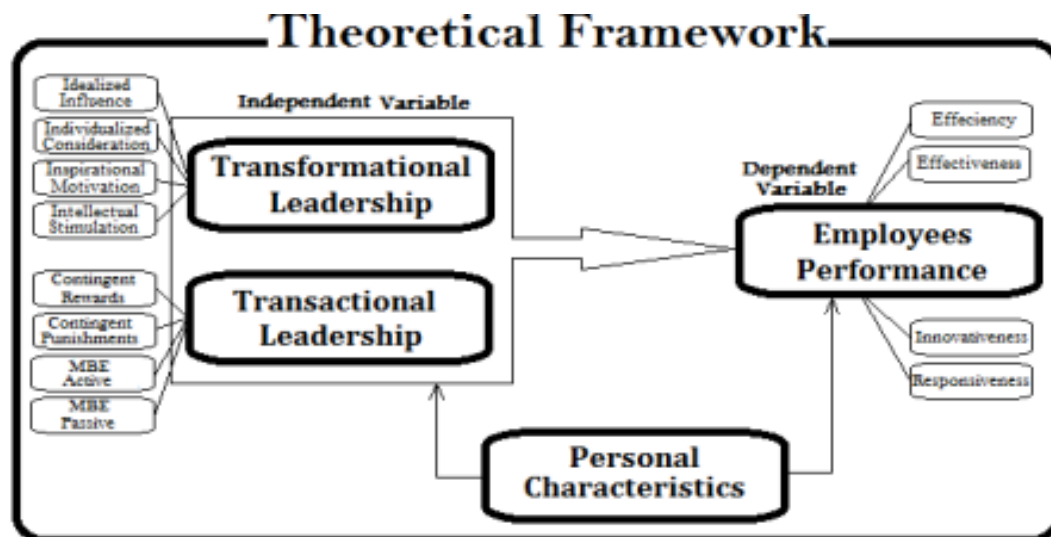 Theoretical Framework
Idealized
Influence
Individualized
Consideration
Inspirational
Motivation
Intellectual
Stimulation
Contingent
Rewards
Contingent
Punishments
MBE
Active
MBE
Passive
Independent Variable
Transformational
Leadership
Transactional
Leadership
Personal
Characteristics
Dependent
Variable
Employees
Performance
Effeciency
Effectiveness
Innovativeness
Responsiveness